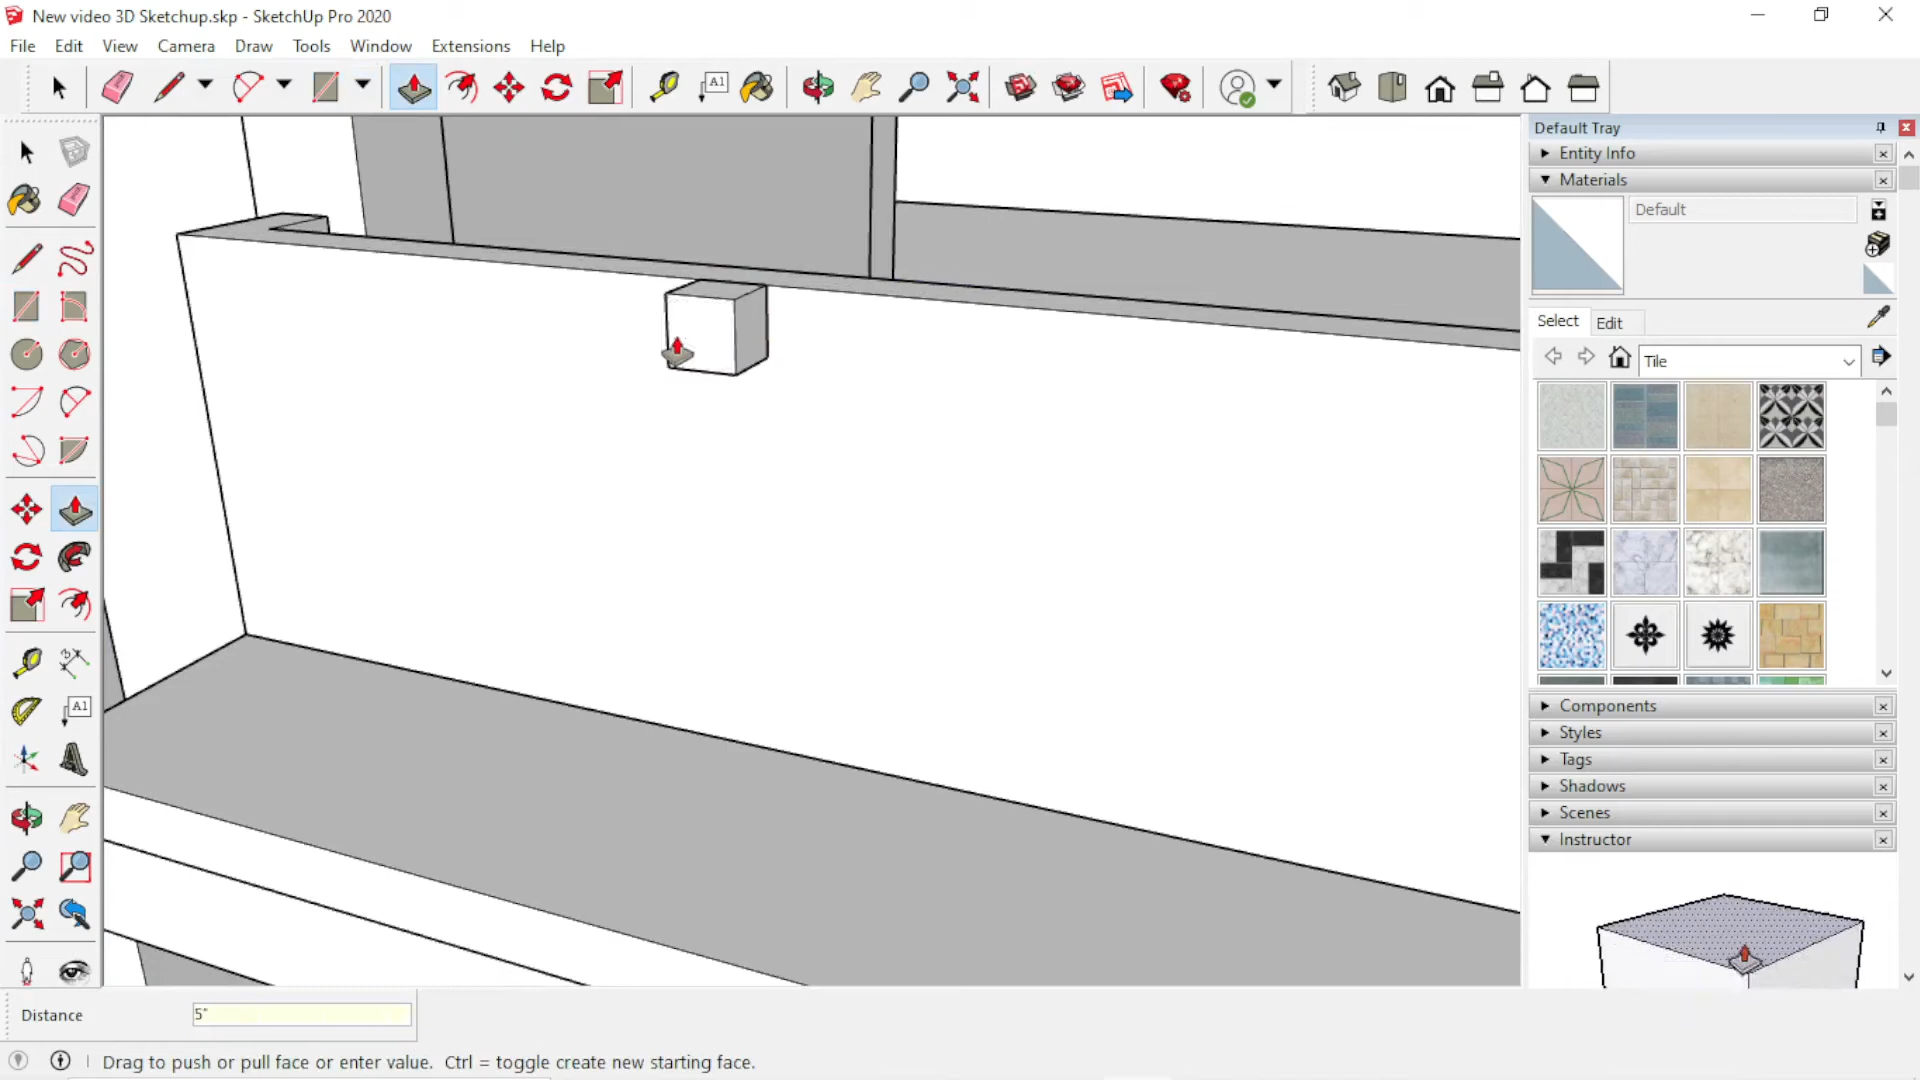 New video 3D Sketchup.skp - SketchUp Pro 2020
File Edit View Camera Draw Tools Window Extensions Help
A1
Default Tray
Entity Info
Materials
Default
Select Edit
Tile
A1
Components
Styles
Tags
Shadows
Scenes
Instructor
Distance 5"
Drag to push or pull face or enter value. Ctrl = toggle create new starting face.